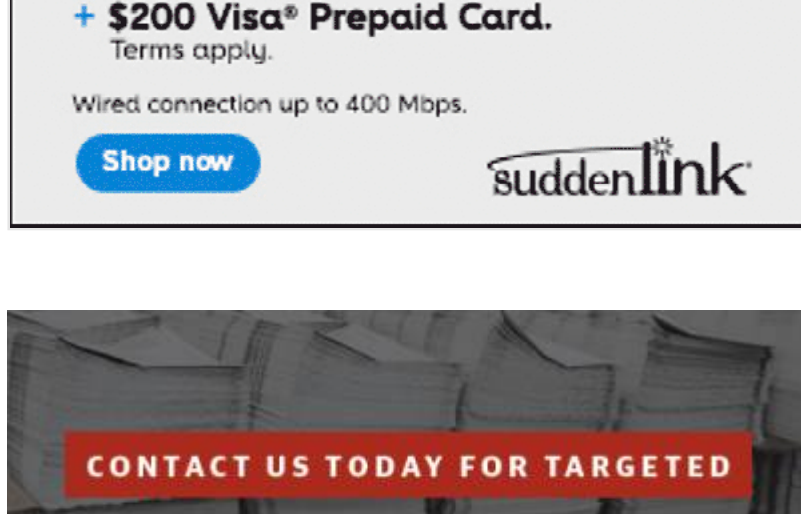 + $200 Visa® Prepaid Card.
Terms apply.
Wired connection up to 400 Mbps.
Shop now
suddenlink
CONTACT US TODAY FOR TARGETED